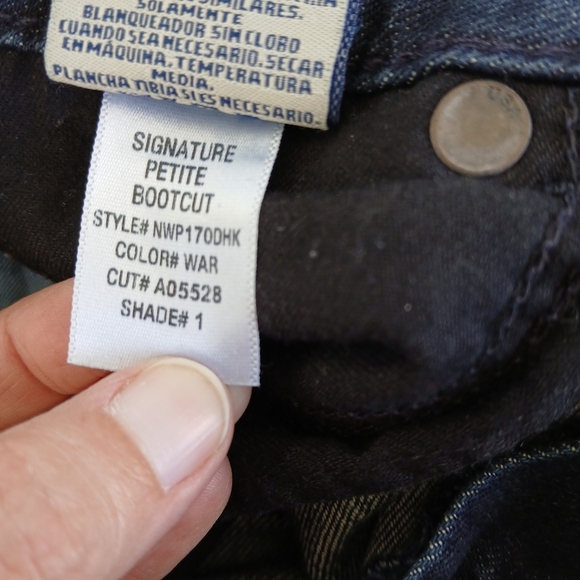 SIMILARES.
SOLAMENTE
BLANQUEADOR SIN CLORO
CUANDO SEA NECESARIO. SECAR
EN MÁQUINA, TEMPERATURA
MEDIA.
PLANCHA TIBIA SI ES NECESARIO.
SIGNATURE
PETITE
BOOTCUT
STYLE# NWP170DHK
COLOR# WAR
CUT# A05528
SHADE# 1